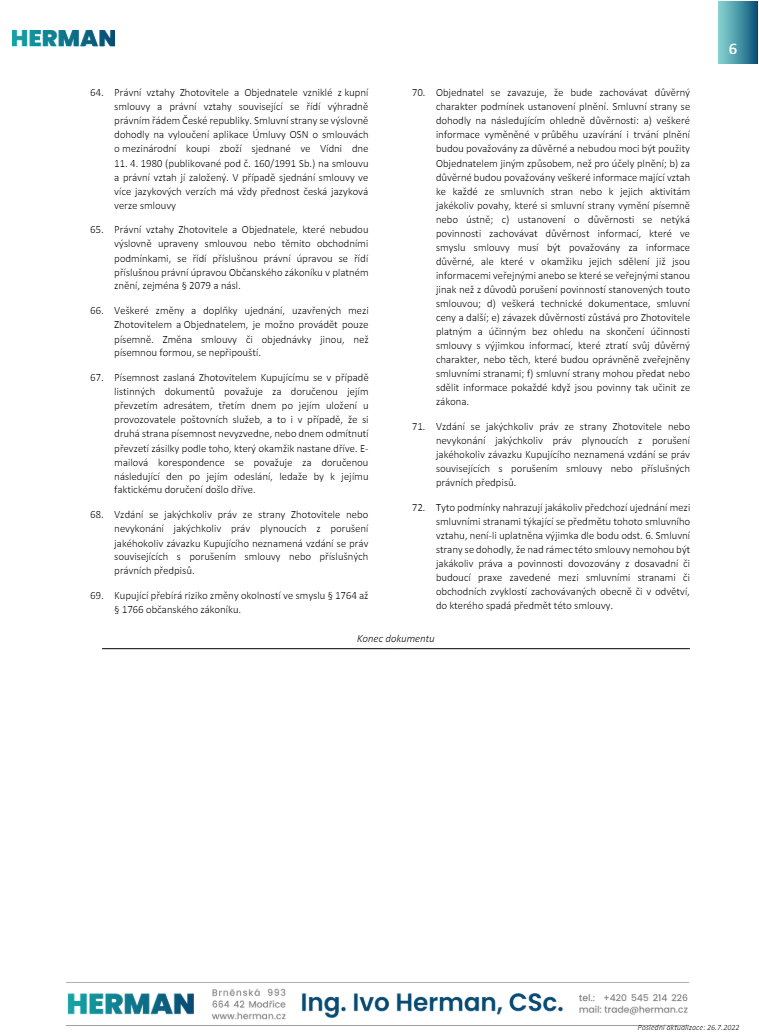 HERMAN
6
64. Právní vztahy Zhotovitele a Objednatele vzniklé z kupní
smlouvy a právní vztahy související se řídí výhradně
právním řádem České republiky. Smluvní strany se výslovně
dohodly na vyloučení aplikace Úmluvy OSN o smlouvách
o mezinárodní koupi zboží sjednané ve Vídni dne
11. 4. 1980 (publikované pod č. 160/1991 Sb.) na smlouvu
a právní vztah jí založený. V případě sjednání smlouvy ve
více jazykových verzích má vždy přednost česká jazyková
verze smlouvy
65. Právní vztahy Zhotovitele a Objednatele, které nebudou
výslovně upraveny smlouvou nebo těmito obchodními
podmínkami, se řídí příslušnou právní úpravou se řídí
příslušnou právní úpravou Občanského zákoníku v platném
znění, zejména § 2079 a násl.
66. Veškeré změny a doplňky ujednání, uzavřených mezi
Zhotovitelem a Objednatelem, je možno provádět pouze
písemně. Změna smlouvy či objednávky jinou, než
písemnou formou, se nepřipouští.
67. Písemnost zaslaná Zhotovitelem Kupujícímu se v případě
listinných dokumentů považuje za doručenou jejím
převzetím adresátem, třetím dnem po jejím uložení u
provozovatele poštovních služeb, a to i v případě, že si
druhá strana písemnost nevyzvedne, nebo dnem odmítnutí
převzetí zásilky podle toho, který okamžik nastane dříve. E-
mailová korespondence se považuje za doručenou
následující den po jejím odeslání, ledaže by k jejímu
faktickému doručení došlo dříve.
68. Vzdání se jakýchkoliv práv ze strany Zhotovitele nebo
nevykonání jakýchkoliv práv plynoucích z porušení
jakéhokoliv závazku Kupujícího neznamená vzdání se práv
souvisejících s porušením smlouvy nebo příslušných
právních předpisů.
69. Kupující přebírá riziko změny okolností ve smyslu § 1764 až
§ 1766 občanského zákoníku.
70. Objednatel se zavazuje, že bude zachovávat důvěrný
charakter podmínek ustanovení plnění. Smluvní strany se
dohodly na následujícím ohledně důvěrnosti: a) veškeré
informace vyměněné v průběhu uzavírání i trvání plnění
budou považovány za důvěrné a nebudou moci být použity
Objednatelem jiným způsobem, než pro účely plnění; b) za
důvěrné budou považovány veškeré informace mající vztah
ke každé ze smluvních stran nebo k jejich aktivitám
jakékoliv povahy, které si smluvní strany vymění písemně
nebo ústně; c) ustanovení o důvěrnosti se netýká
povinnosti zachovávat důvěrnost informací, které ve
smyslu smlouvy musí být považovány za informace
důvěrné, ale které v okamžiku jejich sdělení již jsou
informacemi veřejnými anebo se které se veřejnými stanou
jinak než z důvodů porušení povinností stanovených touto
smlouvou; d) veškerá technické dokumentace, smluvní
ceny a další; e) závazek důvěrnosti zůstává pro Zhotovitele
platným a účinným bez ohledu na skončení účinnosti
smlouvy s výjimkou informací, které ztratí svůj důvěrný
charakter, nebo těch, které budou oprávněně zveřejněny
smluvními stranami; f) smluvní strany mohou předat nebo
sdělit informace pokaždé když jsou povinny tak učinit ze
zákona.
71. Vzdání se jakýchkoliv práv ze strany Zhotovitele nebo
nevykonání jakýchkoliv práv plynoucích z porušení
jakéhokoliv závazku Kupujícího neznamená vzdání se práv
souvisejících s porušením smlouvy nebo příslušných
právních předpisů.
72. Tyto podmínky nahrazují jakákoliv předchozí ujednání mezi
smluvními stranami týkající se předmětu tohoto smluvního
vztahu, není-li uplatněna výjimka dle bodu odst. 6. Smluvní
strany se dohodly, že nad rámec této smlouvy nemohou být
jakákoliv práva a povinnosti dovozovány z dosavadní či
budoucí praxe zavedené mezi smluvními stranami či
obchodních zvyklostí zachovávaných obecně či v odvětví,
do kterého spadá předmět této smlouvy.
Konec dokumentu
HERMAN
Brněnská 993
664 42 Modřice
www.herman.cz
Ing. Ivo Herman, CSc.
tel.: +420 545 214 226
mail: trade@herman.cz
Poslední aktualizace: 26.7.2022